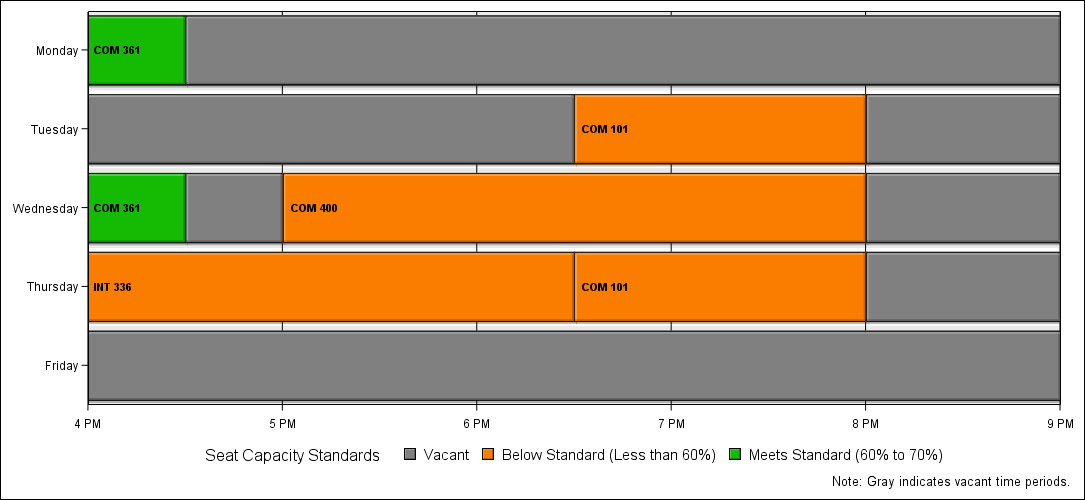 Monday
COM 361
Tuesday
COM 101
Wednesday
COM 361
COM 400
Thursday
INT 336
COM 101
Friday
4 PM 5 PM 6 PM 7 PM 8 PM 9 PM
Seat Capacity Standards Vacant Below Standard (Less than 60%) Meets Standard (60% to 70%)
Note: Gray indicates vacant time periods.